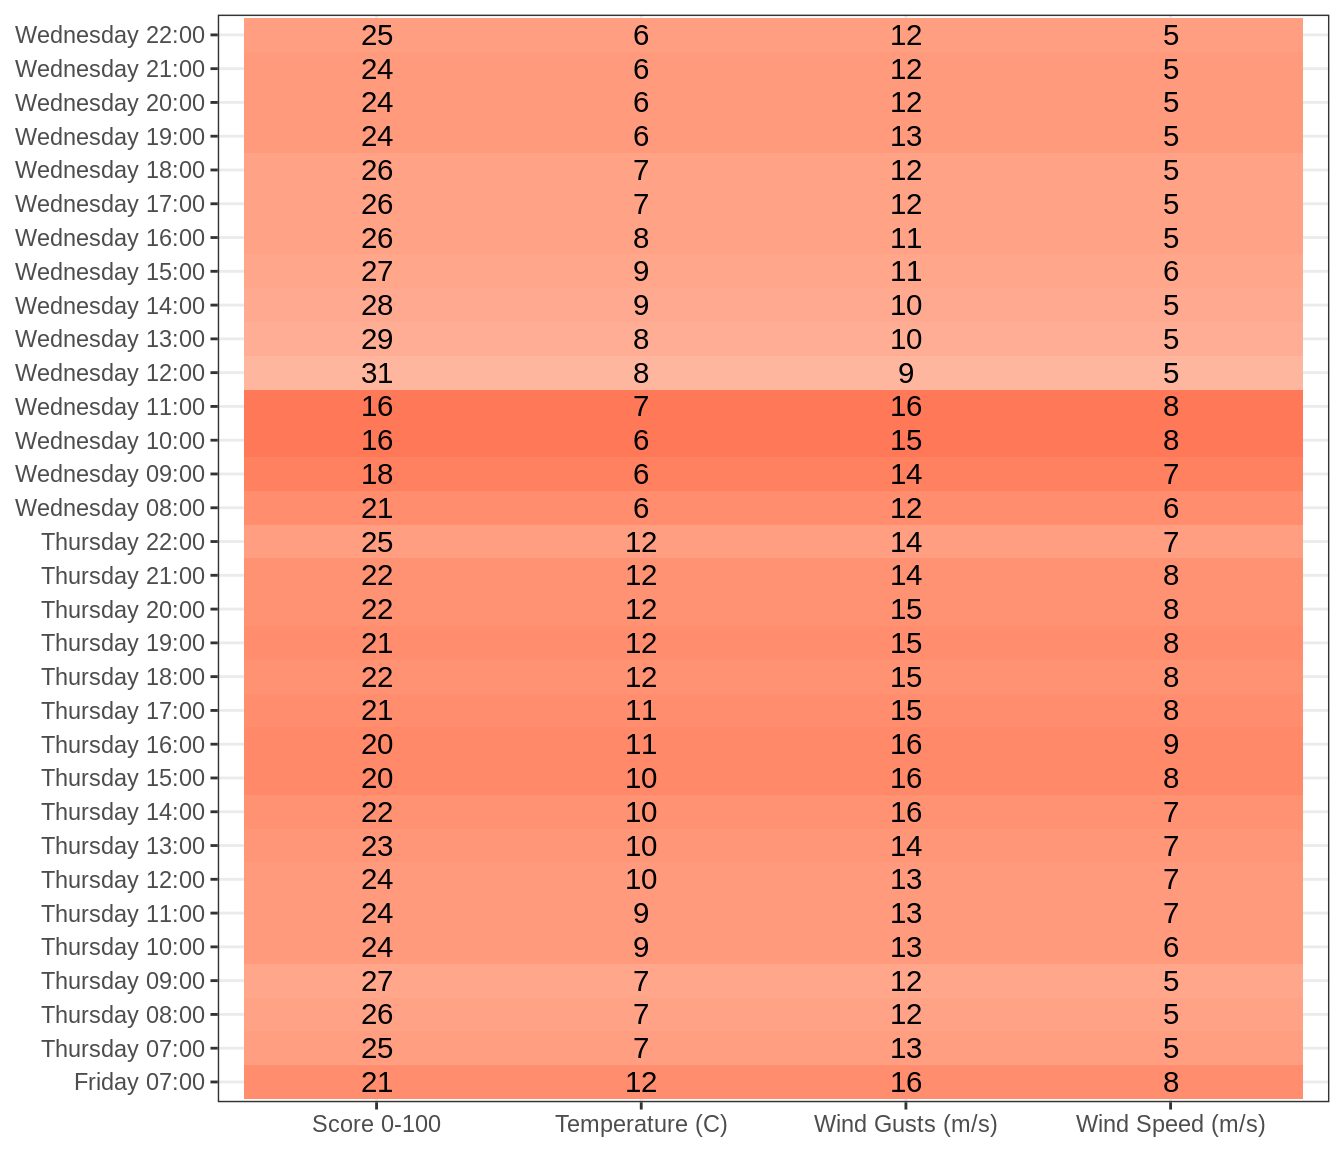 Wednesday 22:00 25 6 12 5
Wednesday 21:00 24 6 12 5
Wednesday 20:00 24 6 12 5
Wednesday 19:00 24 6 13 5
Wednesday 18:00 26 7 12 5
Wednesday 17:00 26 7 12 5
Wednesday 16:00 26 8 11 5
Wednesday 15:00 27 9 11 6
Wednesday 14:00 28 9 10 5
Wednesday 13:00 29 8 10 5
Wednesday 12:00 31 8 9 5
Wednesday 11:00 16 7 16 8
Wednesday 10:00 16 6 15 8
Wednesday 09:00 18 6 14 7
Wednesday 08:00 21 6 12 6
Thursday 22:00 25 12 14 7
Thursday 21:00 22 12 14 8
Thursday 20:00 22 12 15 8
Thursday 19:00 21 12 15 8
Thursday 18:00 22 12 15 8
Thursday 17:00 21 11 15 8
Thursday 16:00 20 11 16 9
Thursday 15:00 20 10 16 8
Thursday 14:00 22 10 16 7
Thursday 13:00 23 10 14 7
Thursday 12:00 24 10 13 7
Thursday 11:00 24 9 13 7
Thursday 10:00 24 9 13 6
Thursday 09:00 27 7 12 5
Thursday 08:00 26 7 12 5
Thursday 07:00 25 7 13 5
Friday 07:00 21 12 16 8
Score 0-100 Temperature (C) Wind Gusts (m/s) Wind Speed (m/s)